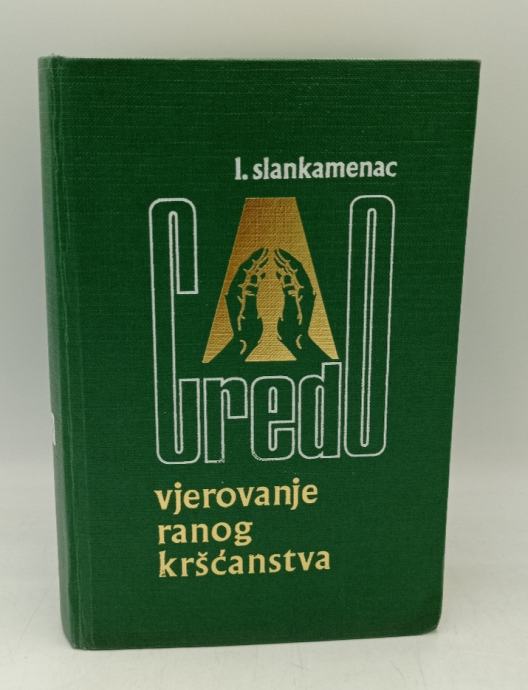 l. slankamenac
CredO
vjerovanje
ranog
kršćanstva